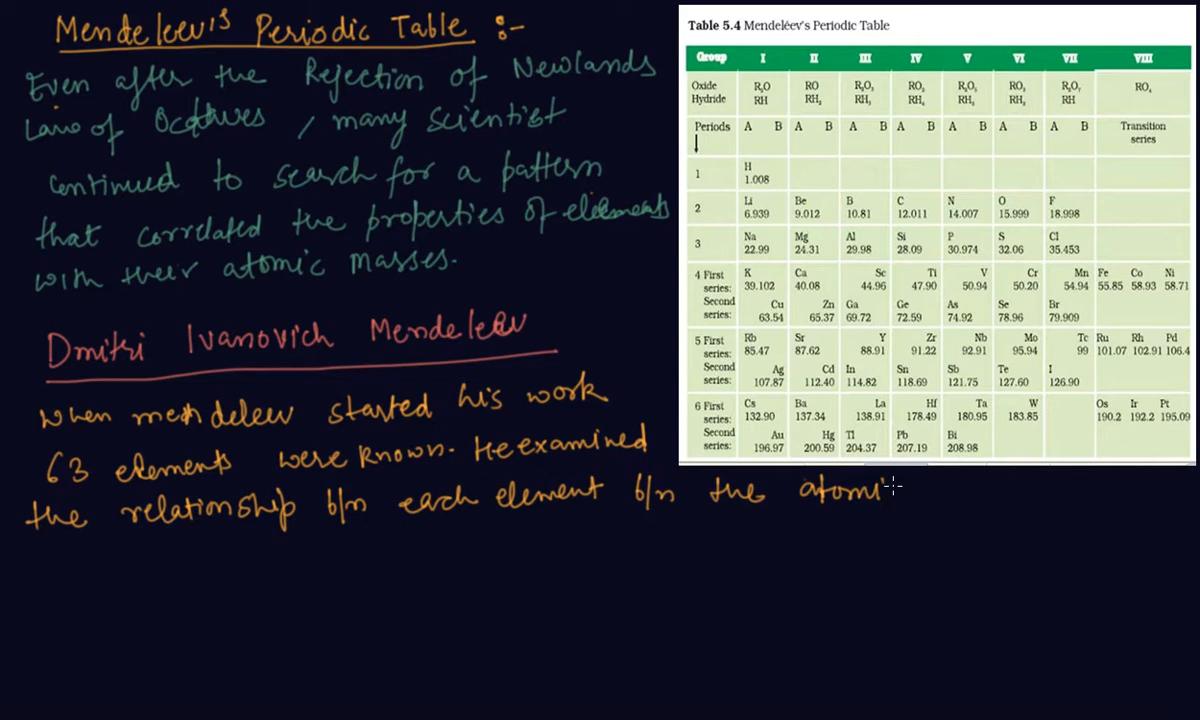 Mendeleev's Periodic Table :-
Even after the Rejection of Newlands
Law of Octaves, many scientist
continued to search for a pattern
that correlated the properties of elements
with their atomic masses.
Dmitri Ivanovich Mendeleev
When mendeleev started his work
63 elements were known. He examined
the relationship b/n each element b/n the atomi
Table 5.4 Mendeléev's Periodic Table
Group I II III IV V VI VII VIII
Oxide R₂O RO R₂O₃ RO₂ R₂O₅ RO₃ R₂O₇ RO₄
Hydride RH RH₂ RH₃ RH₄ RH₃ RH₂ RH
Periods A B A B A B A B A B A B A B Transition
↓ series
1 H
1.008
2 Li Be B C N O F
6.939 9.012 10.81 12.011 14.007 15.999 18.998
3 Na Mg Al Si P S Cl
22.99 24.31 29.98 28.09 30.974 32.06 35.453
4 First K Ca Sc Ti V Cr Mn Fe Co Ni
series: 39.102 40.08 44.96 47.90 50.94 50.20 54.94 55.85 58.93 58.71
Second Cu Zn Ga Ge As Se Br
series: 63.54 65.37 69.72 72.59 74.92 78.96 79.909
5 First Rb Sr Y Zr Nb Mo Tc Ru Rh Pd
series: 85.47 87.62 88.91 91.22 92.91 95.94 99 101.07 102.91 106.4
Second Ag Cd In Sn Sb Te I
series: 107.87 112.40 114.82 118.69 121.75 127.60 126.90
6 First Cs Ba La Hf Ta W Os Ir Pt
series: 132.90 137.34 138.91 178.49 180.95 183.85 190.2 192.2 195.09
Second Au Hg Tl Pb Bi
series: 196.97 200.59 204.37 207.19 208.98